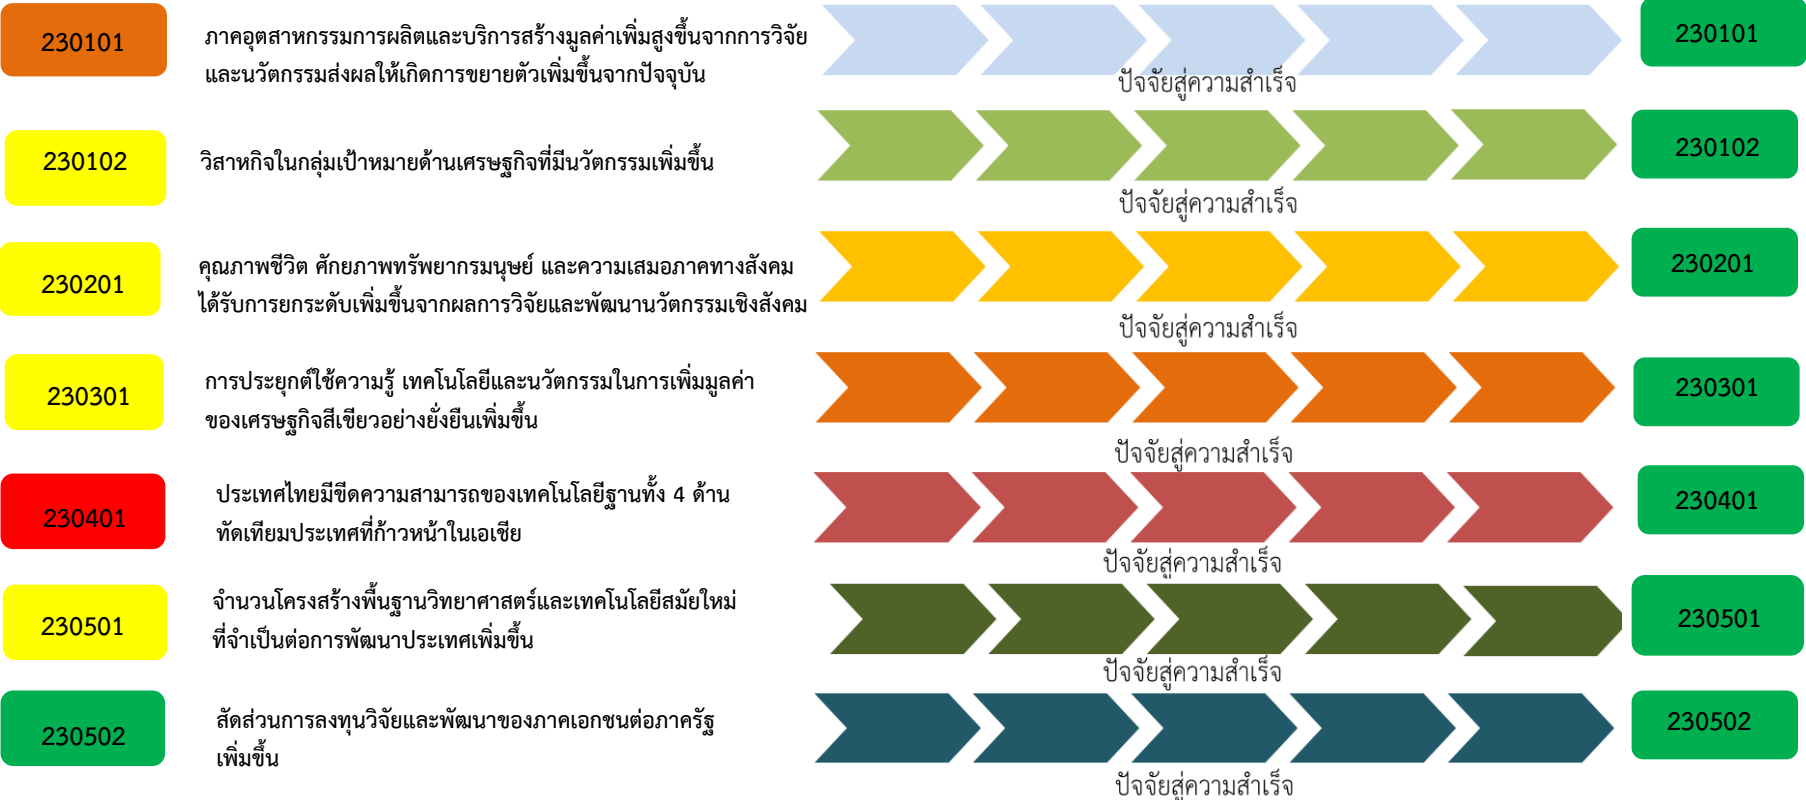 230101
ภาคอุตสาหกรรมการผลิตและบริการสร้างมูลค่าเพิ่มสูงขึ้นจากการวิจัย
และนวัตกรรมส่งผลให้เกิดการขยายตัวเพิ่มขึ้นจากปัจจุบัน
ปัจจัยสู่ความสำเร็จ
230101
230102
วิสาหกิจในกลุ่มเป้าหมายด้านเศรษฐกิจที่มีนวัตกรรมเพิ่มขึ้น
ปัจจัยสู่ความสำเร็จ
230102
230201
คุณภาพชีวิต ศักยภาพทรัพยากรมนุษย์ และความเสมอภาคทางสังคม
ได้รับการยกระดับเพิ่มขึ้นจากผลการวิจัยและพัฒนานวัตกรรมเชิงสังคม
ปัจจัยสู่ความสำเร็จ
230201
230301
การประยุกต์ใช้ความรู้ เทคโนโลยีและนวัตกรรมในการเพิ่มมูลค่า
ของเศรษฐกิจสีเขียวอย่างยั่งยืนเพิ่มขึ้น
ปัจจัยสู่ความสำเร็จ
230301
230401
ประเทศไทยมีขีดความสามารถของเทคโนโลยีฐานทั้ง 4 ด้าน
ทัดเทียมประเทศที่ก้าวหน้าในเอเชีย
ปัจจัยสู่ความสำเร็จ
230401
230501
จำนวนโครงสร้างพื้นฐานวิทยาศาสตร์และเทคโนโลยีสมัยใหม่
ที่จำเป็นต่อการพัฒนาประเทศเพิ่มขึ้น
ปัจจัยสู่ความสำเร็จ
230501
230502
สัดส่วนการลงทุนวิจัยและพัฒนาของภาคเอกชนต่อภาครัฐ
เพิ่มขึ้น
ปัจจัยสู่ความสำเร็จ
230502